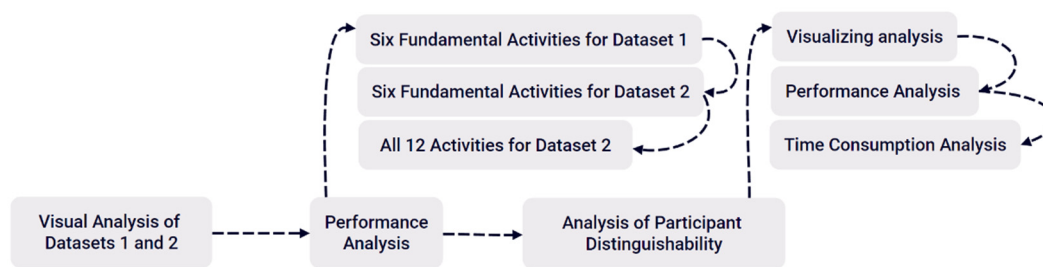 Six Fundamental Activities for Dataset 1
Six Fundamental Activities for Dataset 2
All 12 Activities for Dataset 2
Visualizing analysis
Performance Analysis
Time Consumption Analysis
Visual Analysis of
Datasets 1 and 2
Performance
Analysis
Analysis of Participant
Distinguishability